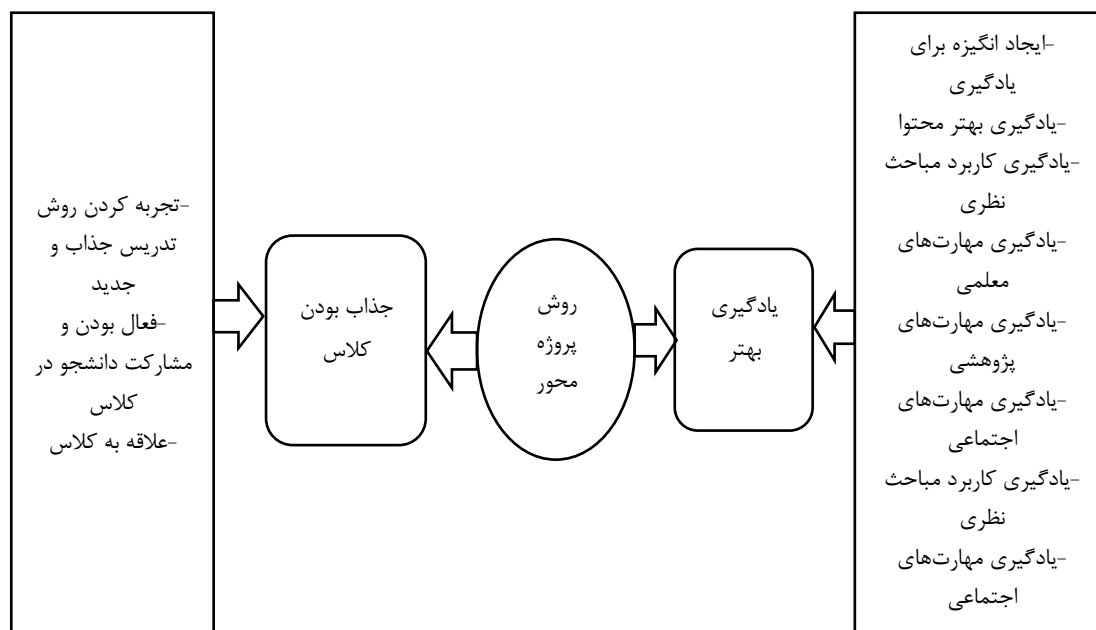 -ایجاد انگیزه برای
یادگیری
-یادگیری بهتر محتوا
-یادگیری کاربرد مباحث
نظری
-یادگیری مهارت‌های
معلمی
-یادگیری مهارت‌های
پژوهشی
-یادگیری مهارت‌های
اجتماعی
-یادگیری کاربرد مباحث
نظری
-یادگیری مهارت‌های
اجتماعی
یادگیری
بهتر
روش
پروژه
محور
جذاب بودن
کلاس
-تجربه کردن روش
تدریس جذاب و
جدید
-فعال بودن و
مشارکت دانشجو در
کلاس
-علاقه به کلاس